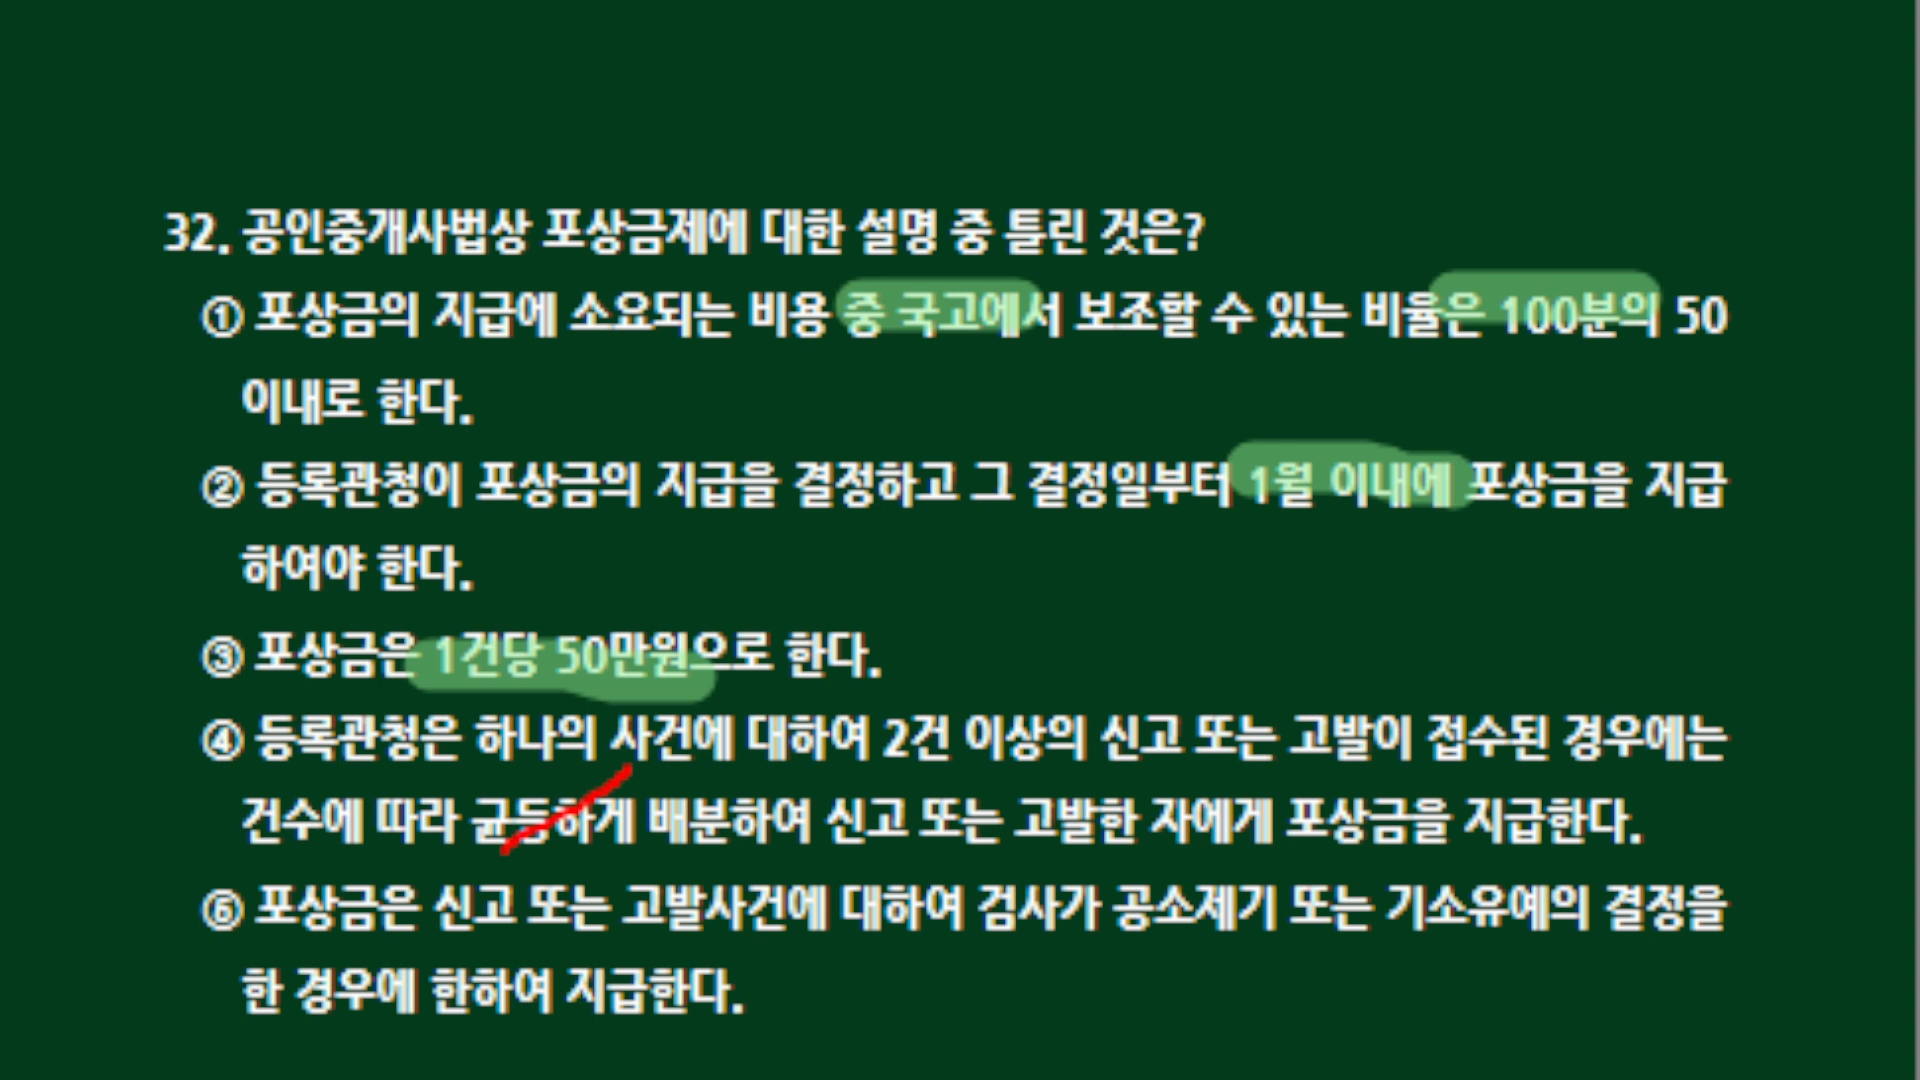 32. 공인중개사법상 포상금제에 대한 설명 중 틀린 것은?
① 포상금의 지급에 소요되는 비용 중 국고에서 보조할 수 있는 비율은 100분의 50
이내로 한다.
② 등록관청이 포상금의 지급을 결정하고 그 결정일부터 1월 이내에 포상금을 지급
하여야 한다.
③ 포상금은 1건당 50만원으로 한다.
④ 등록관청은 하나의 사건에 대하여 2건 이상의 신고 또는 고발이 접수된 경우에는
건수에 따라 균등하게 배분하여 신고 또는 고발한 자에게 포상금을 지급한다.
⑤ 포상금은 신고 또는 고발사건에 대하여 검사가 공소제기 또는 기소유예의 결정을
한 경우에 한하여 지급한다.